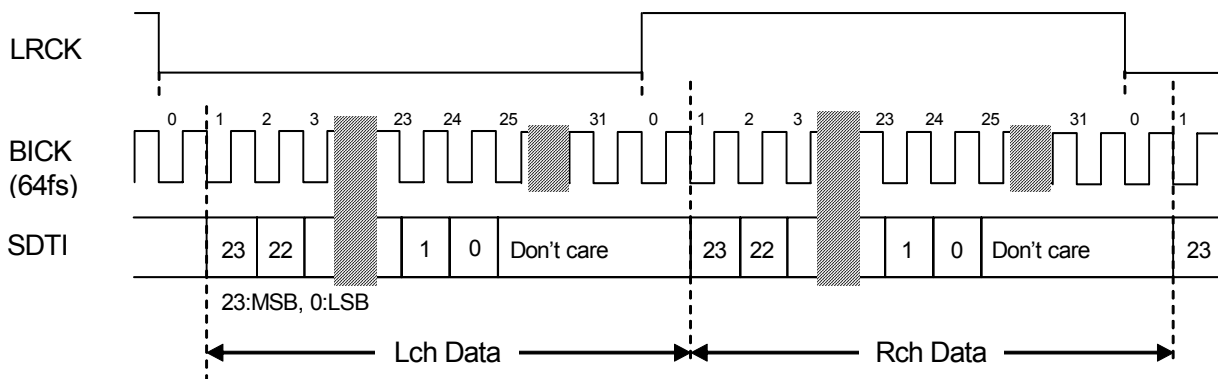 LRCK
0 1 2 3 23 24 25 31 0 1 2 3 23 24 25 31 0 1
BICK
(64fs)
SDTI 23 22 1 0 Don't care 23 22 1 0 Don't care 23
23:MSB, 0:LSB
Lch Data Rch Data